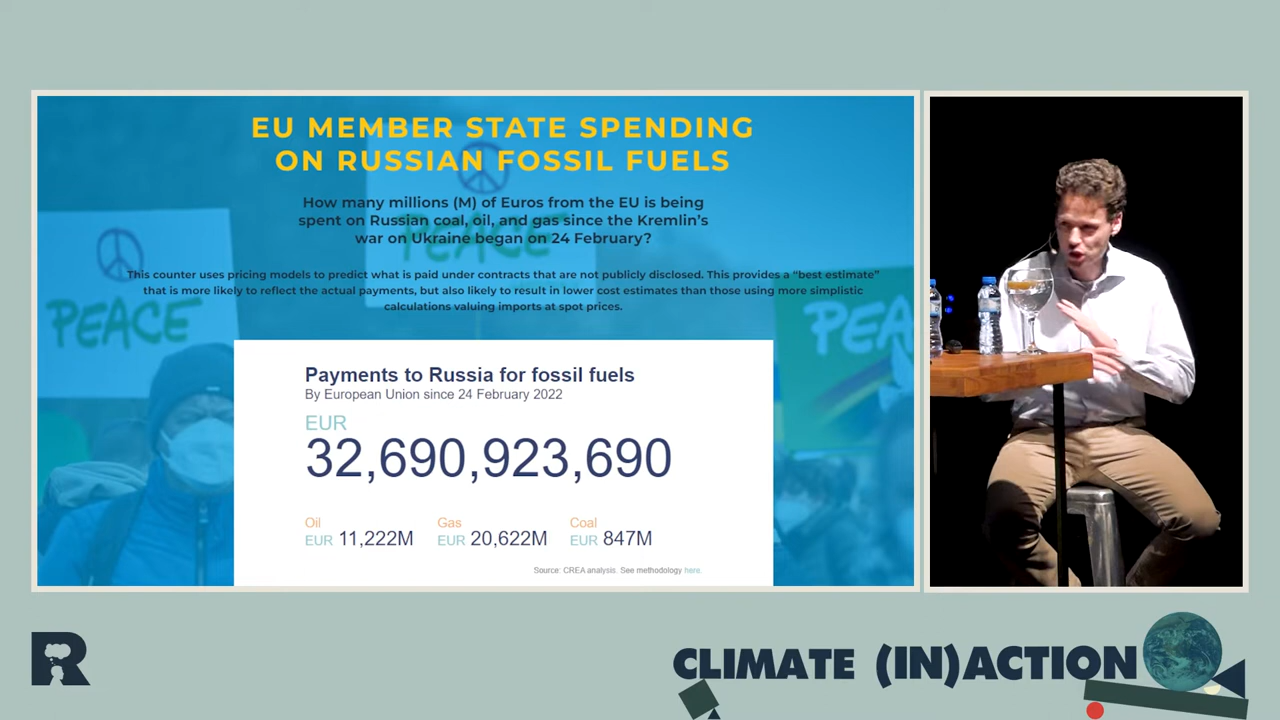 EU MEMBER STATE SPENDING
ON RUSSIAN FOSSIL FUELS
How many millions (M) of Euros from the EU is being
spent on Russian coal, oil, and gas since the Kremlin's
war on Ukraine began on 24 February?
This counter uses pricing models to predict what is paid under contracts that are not publicly disclosed. This provides a "best estimate"
that is more likely to reflect the actual payments, but also likely to result in lower cost estimates than those using more simplistic
calculations valuing imports at spot prices.
PEACE
PEACE
PEA
Payments to Russia for fossil fuels
By European Union since 24 February 2022
EUR
32,690,923,690
Oil Gas Coal
EUR 11,222M EUR 20,622M EUR 847M
Source: CREA analysis. See methodology here.
R
CLIMATE (IN)ACTION